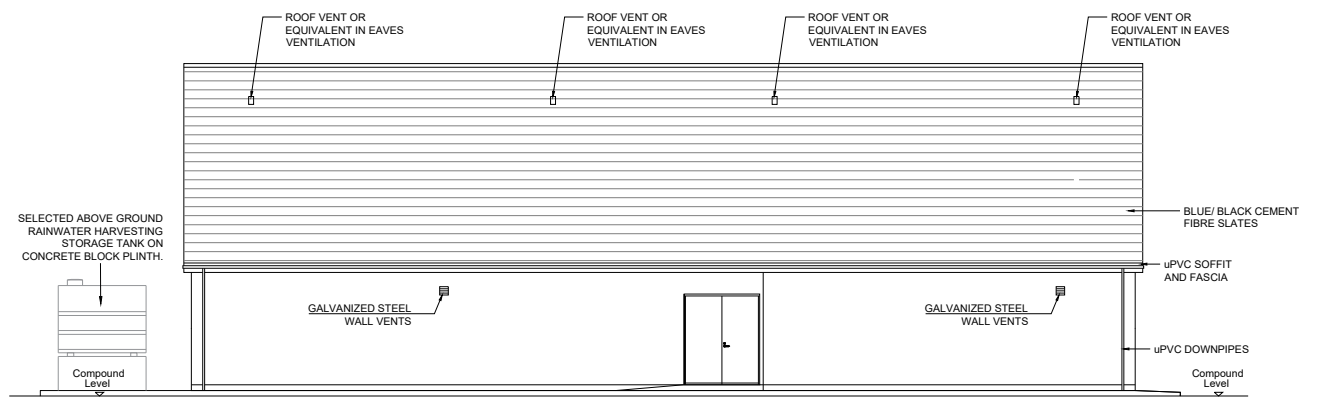 ROOF VENT OR
EQUIVALENT IN EAVES
VENTILATION
ROOF VENT OR
EQUIVALENT IN EAVES
VENTILATION
ROOF VENT OR
EQUIVALENT IN EAVES
VENTILATION
ROOF VENT OR
EQUIVALENT IN EAVES
VENTILATION
SELECTED ABOVE GROUND
RAINWATER HARVESTING
STORAGE TANK ON
CONCRETE BLOCK PLINTH.
BLUE/ BLACK CEMENT
FIBRE SLATES
uPVC SOFFIT
AND FASCIA
GALVANIZED STEEL
WALL VENTS
GALVANIZED STEEL
WALL VENTS
uPVC DOWNPIPES
Compound
Level
Compound
Level